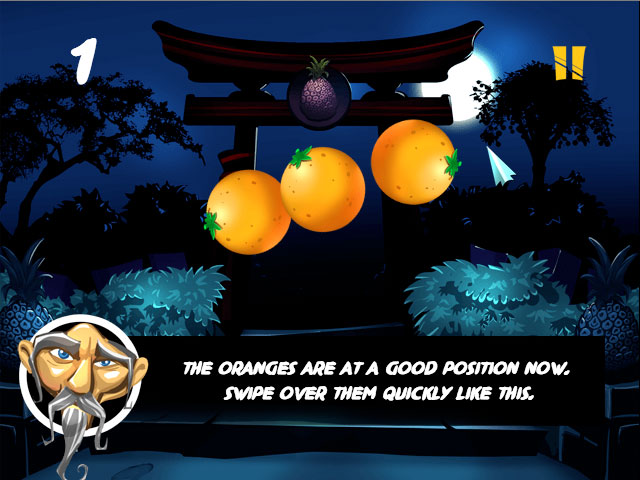 1
THE ORANGES ARE AT A GOOD POSITION NOW.
SWIPE OVER THEM QUICKLY LIKE THIS.